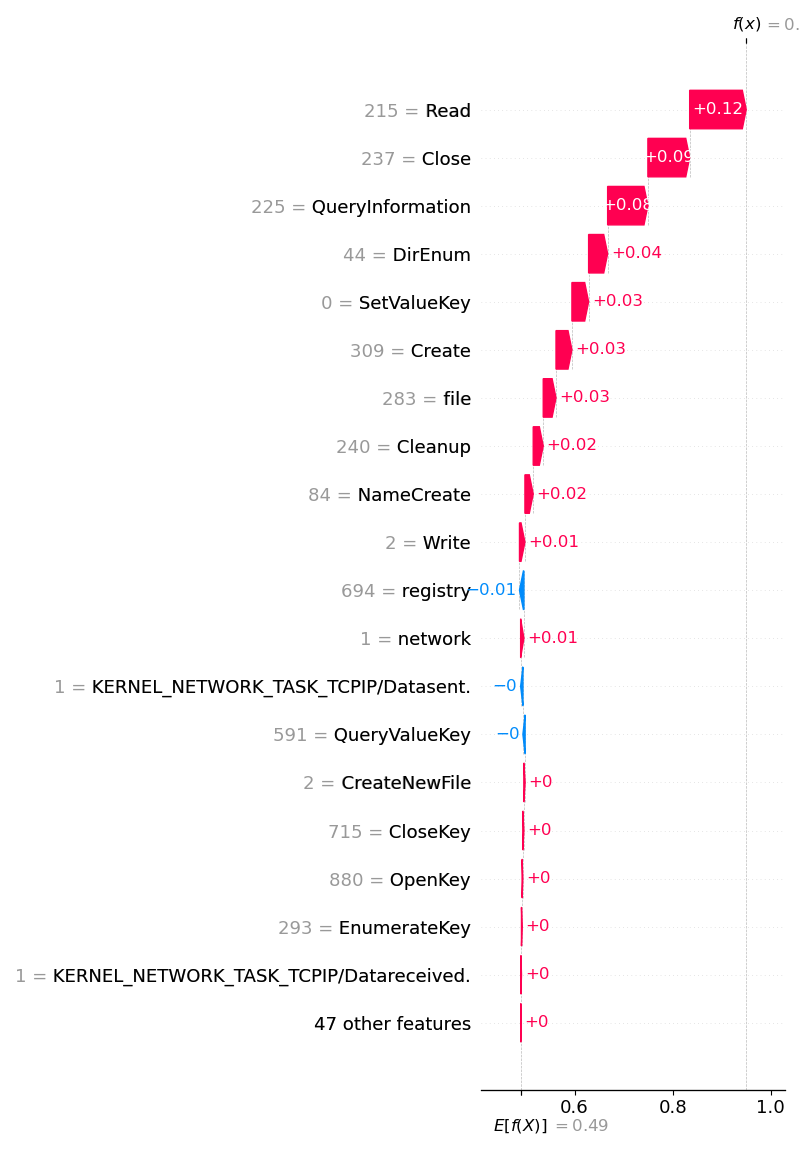 f(x) = 0.
215 = Read +0.12
237 = Close +0.09
225 = QueryInformation +0.08
44 = DirEnum +0.04
0 = SetValueKey +0.03
309 = Create +0.03
283 = file +0.03
240 = Cleanup +0.02
84 = NameCreate +0.02
2 = Write +0.01
694 = registry −0.01
1 = network +0.01
1 = KERNEL_NETWORK_TASK_TCPIP/Datasent. −0
591 = QueryValueKey −0
2 = CreateNewFile +0
715 = CloseKey +0
880 = OpenKey +0
293 = EnumerateKey +0
1 = KERNEL_NETWORK_TASK_TCPIP/Datareceived. +0
47 other features +0
0.6 0.8 1.0
E[f(X)] = 0.49